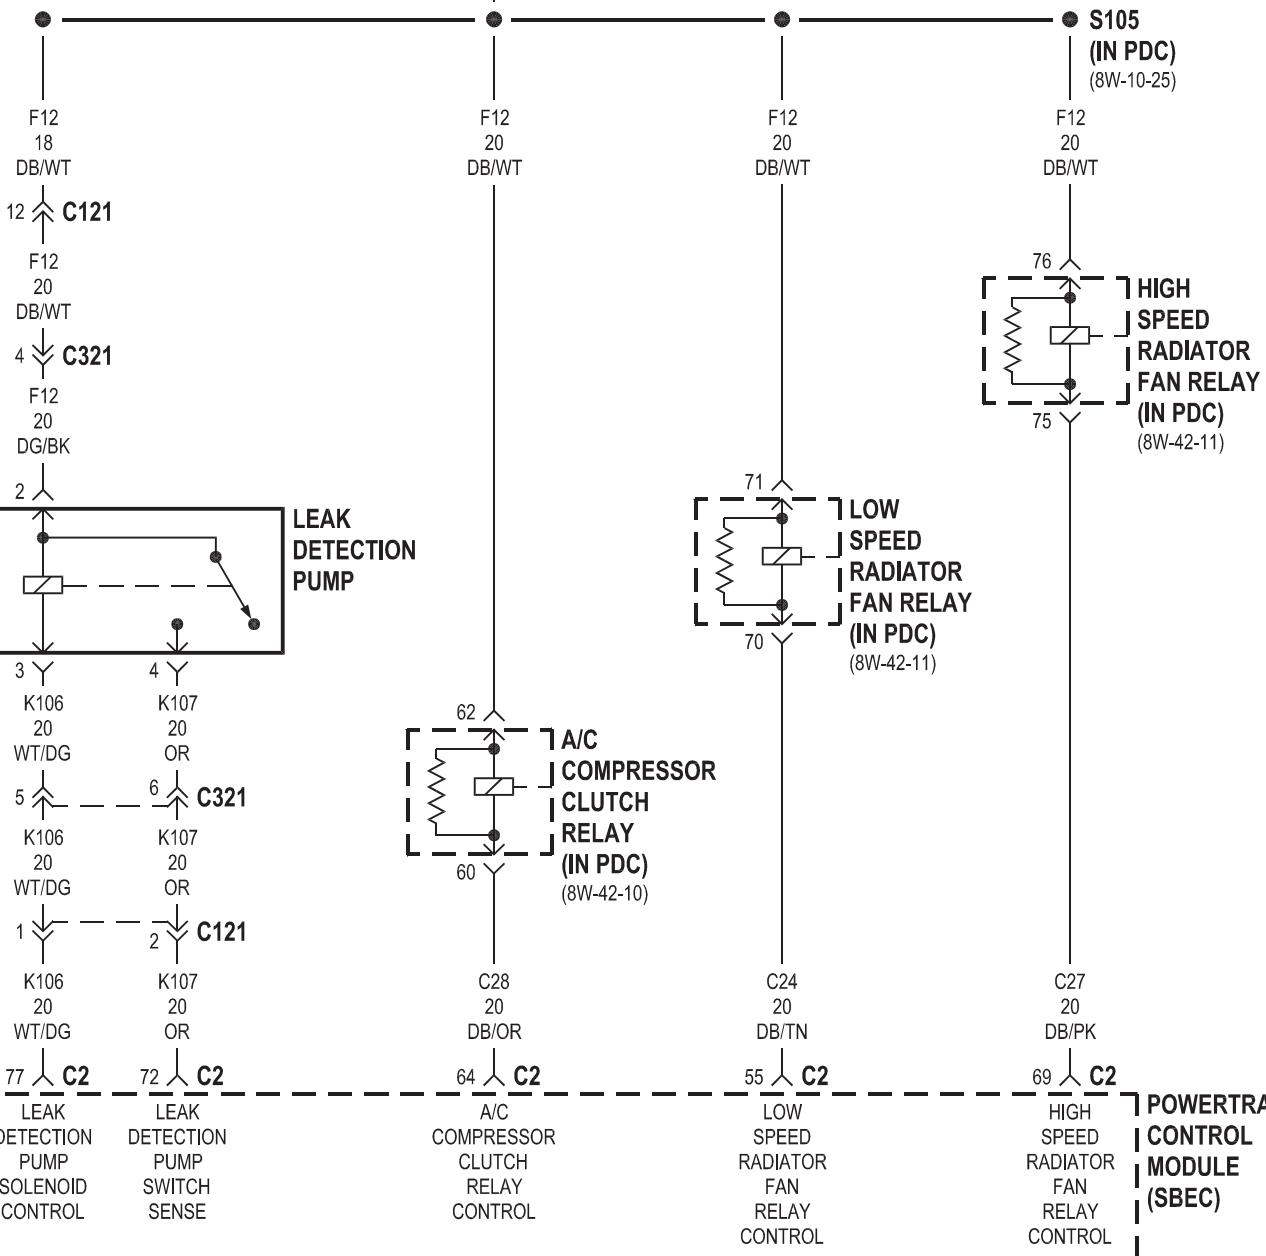 S105
(IN PDC)
(8W-10-25)
F12
18
DB/WT
F12
20
DB/WT
F12
20
DB/WT
F12
20
DB/WT
12
C121
F12
20
DB/WT
4
C321
F12
20
DG/BK
2
76
HIGH
SPEED
RADIATOR
FAN RELAY
(IN PDC)
(8W-42-11)
75
71
LOW
SPEED
RADIATOR
FAN RELAY
(IN PDC)
(8W-42-11)
70
LEAK
DETECTION
PUMP
3
4
K106
20
WT/DG
K107
20
OR
5
6
C321
K106
20
WT/DG
K107
20
OR
1
2
C121
K106
20
WT/DG
K107
20
OR
62
A/C
COMPRESSOR
CLUTCH
RELAY
(IN PDC)
(8W-42-10)
60
C28
20
DB/OR
C24
20
DB/TN
C27
20
DB/PK
77
C2
72
C2
64
C2
55
C2
69
C2
LEAK
DETECTION
PUMP
SOLENOID
CONTROL
LEAK
DETECTION
PUMP
SWITCH
SENSE
A/C
COMPRESSOR
CLUTCH
RELAY
CONTROL
LOW
SPEED
RADIATOR
FAN
RELAY
CONTROL
HIGH
SPEED
RADIATOR
FAN
RELAY
CONTROL
POWERTRA
CONTROL
MODULE
(SBEC)